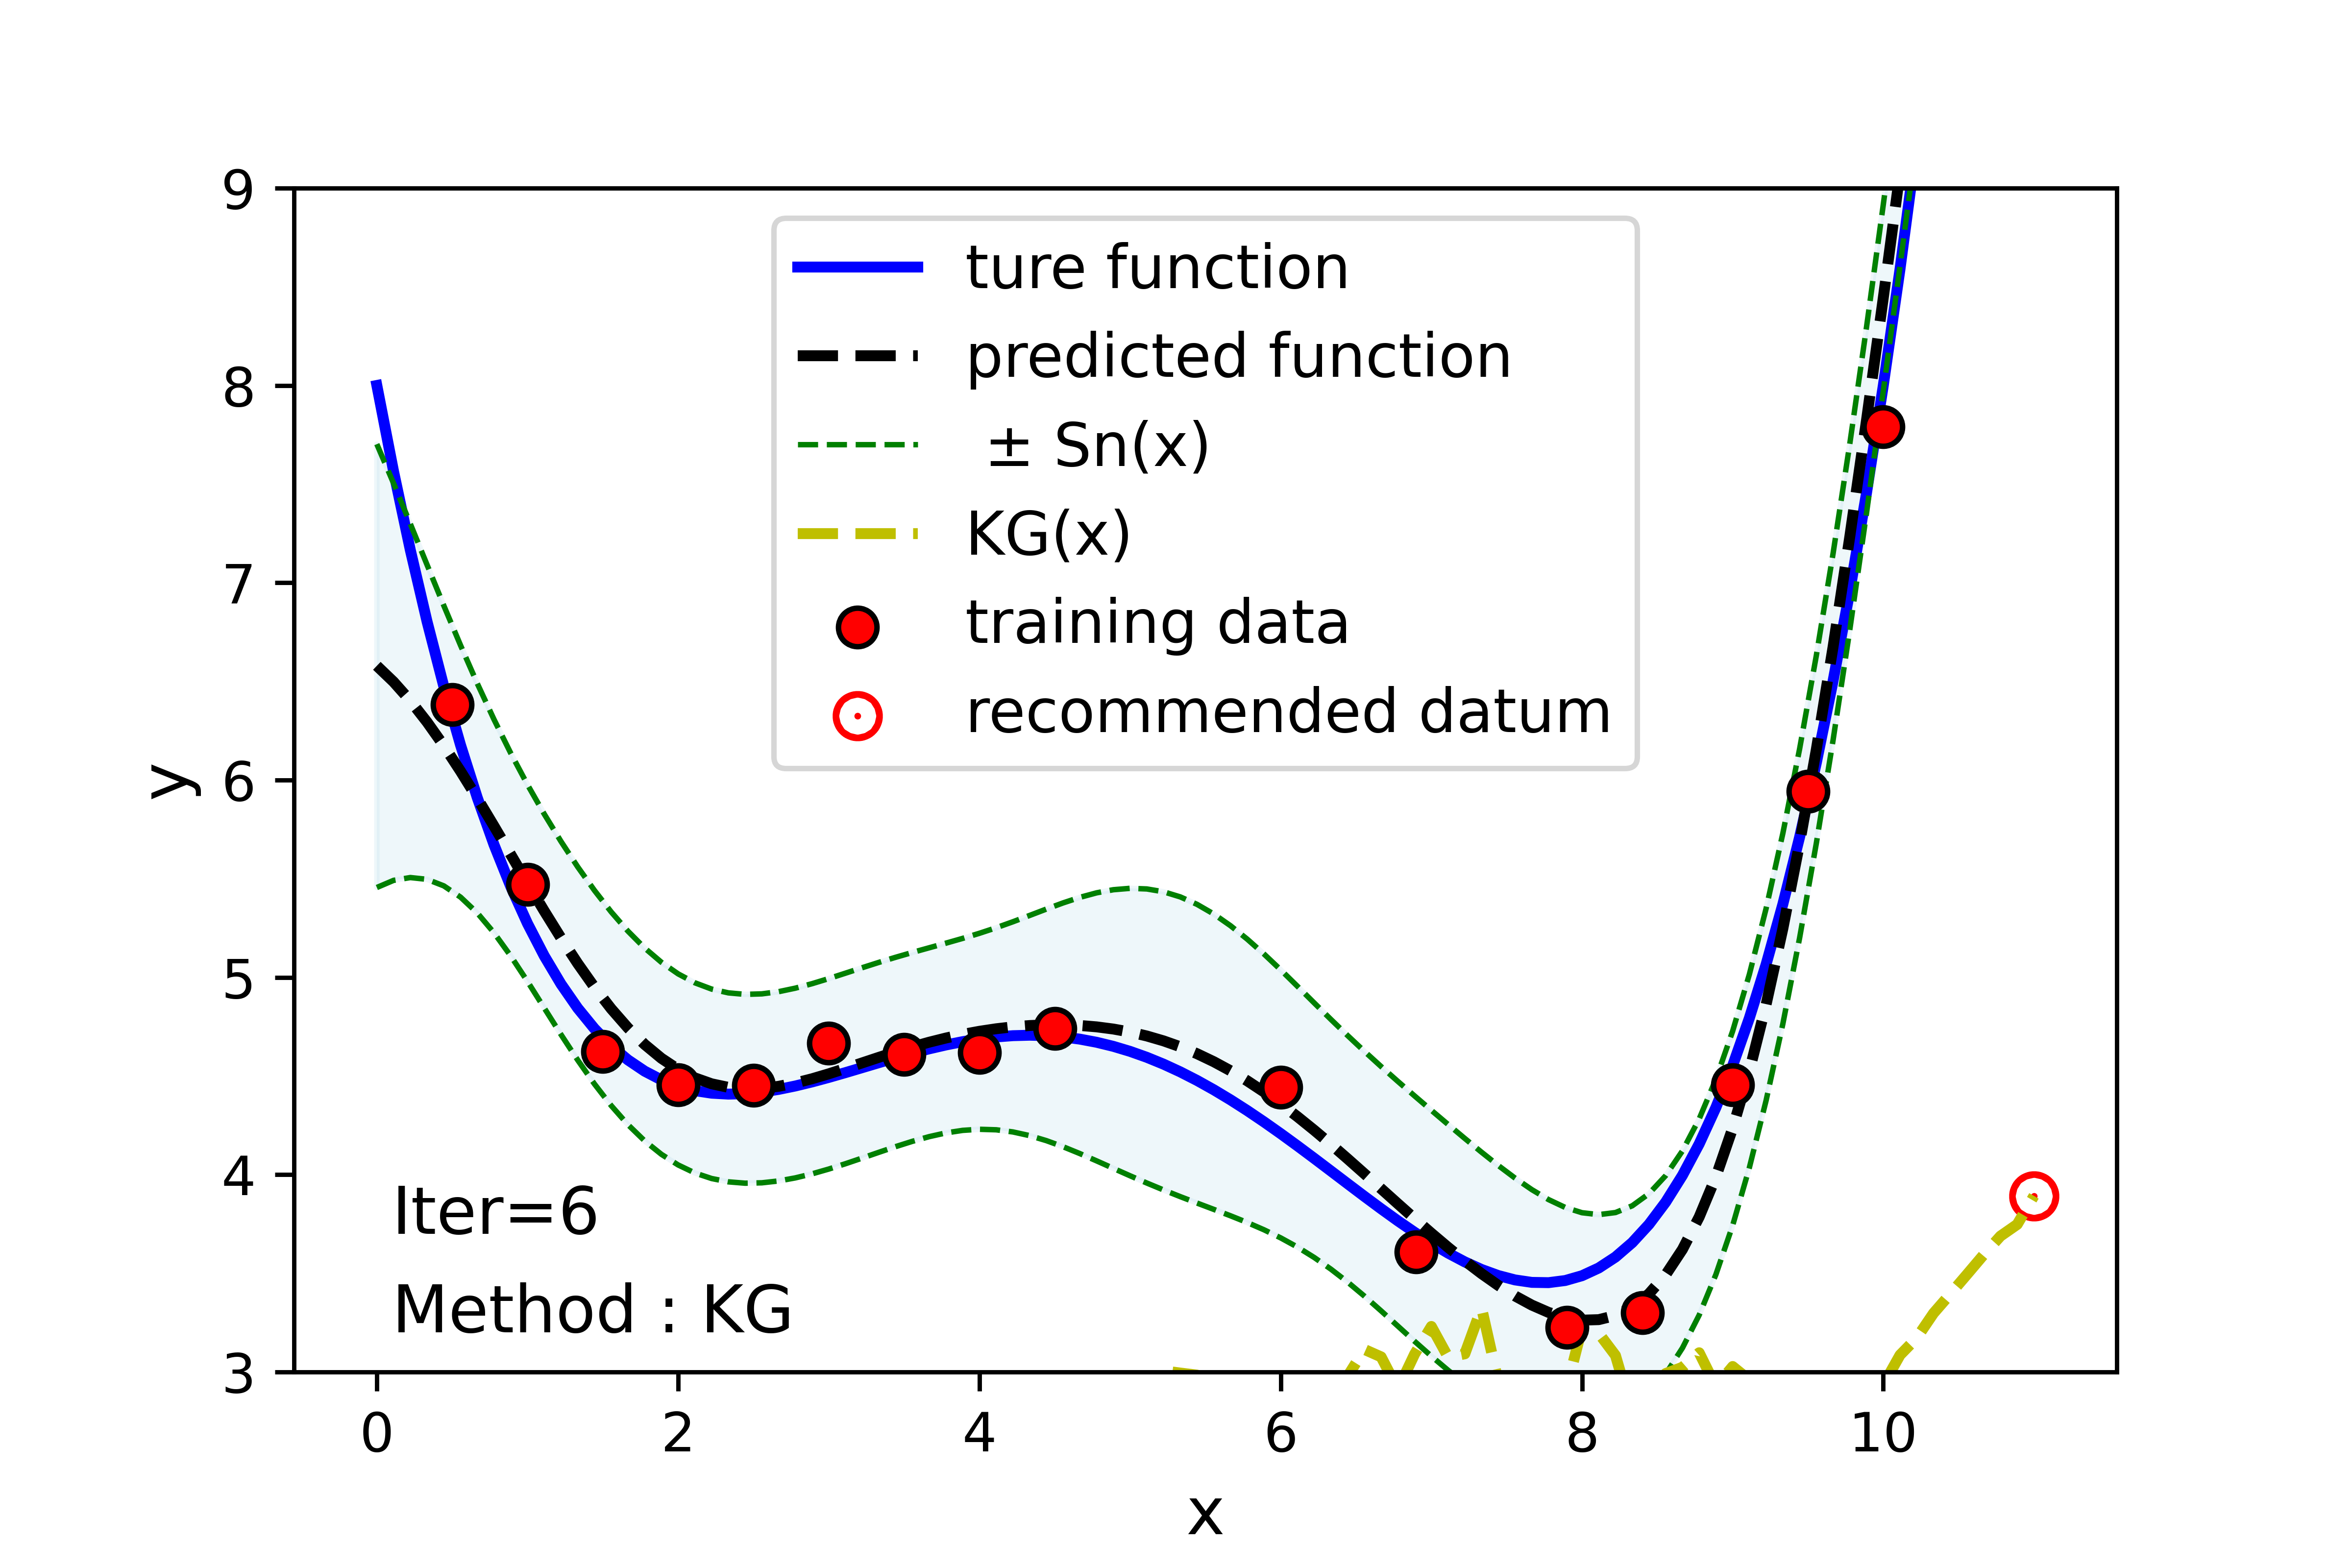 9
8
7
6
5
4
3
y
ture function
predicted function
± Sn(x)
KG(x)
training data
recommended datum
Iter=6
Method : KG
0 2 4 6 8 10
x